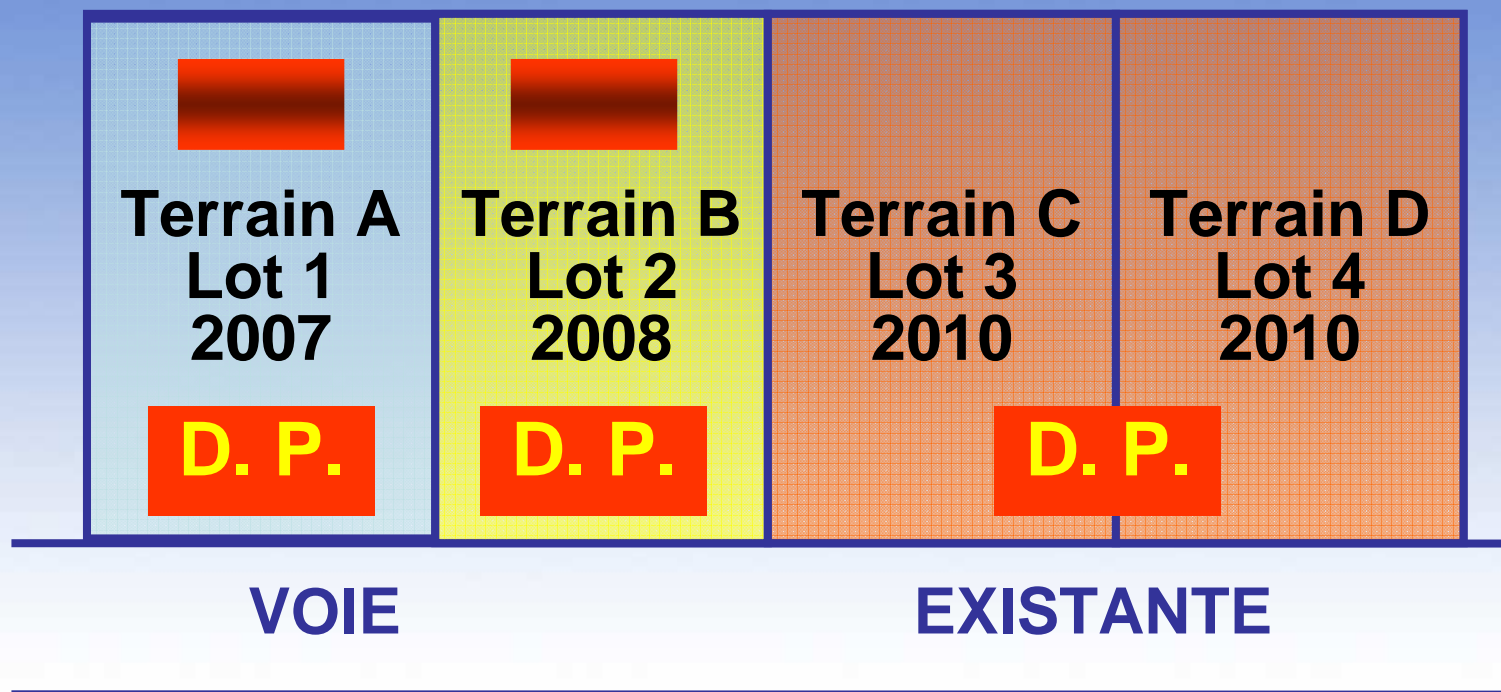 Terrain A
Lot 1
2007
D. P.
Terrain B
Lot 2
2008
D. P.
Terrain C
Lot 3
2010
Terrain D
Lot 4
2010
D. P.
VOIE EXISTANTE